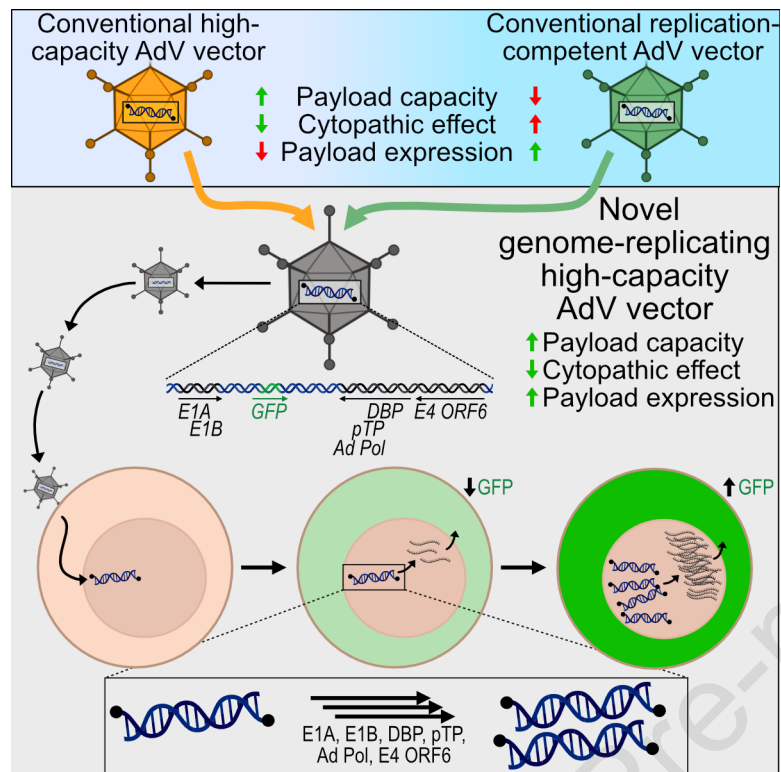 Conventional high-
capacity AdV vector
Conventional replication-
competent AdV vector
Payload capacity
Cytopathic effect
Payload expression
Novel
genome-replicating
high-capacity
AdV vector
Payload capacity
Cytopathic effect
Payload expression
E1A
E1B
GFP
DBP
pTP
Ad Pol
E4 ORF6
GFP
GFP
E1A, E1B, DBP, pTP,
Ad Pol, E4 ORF6